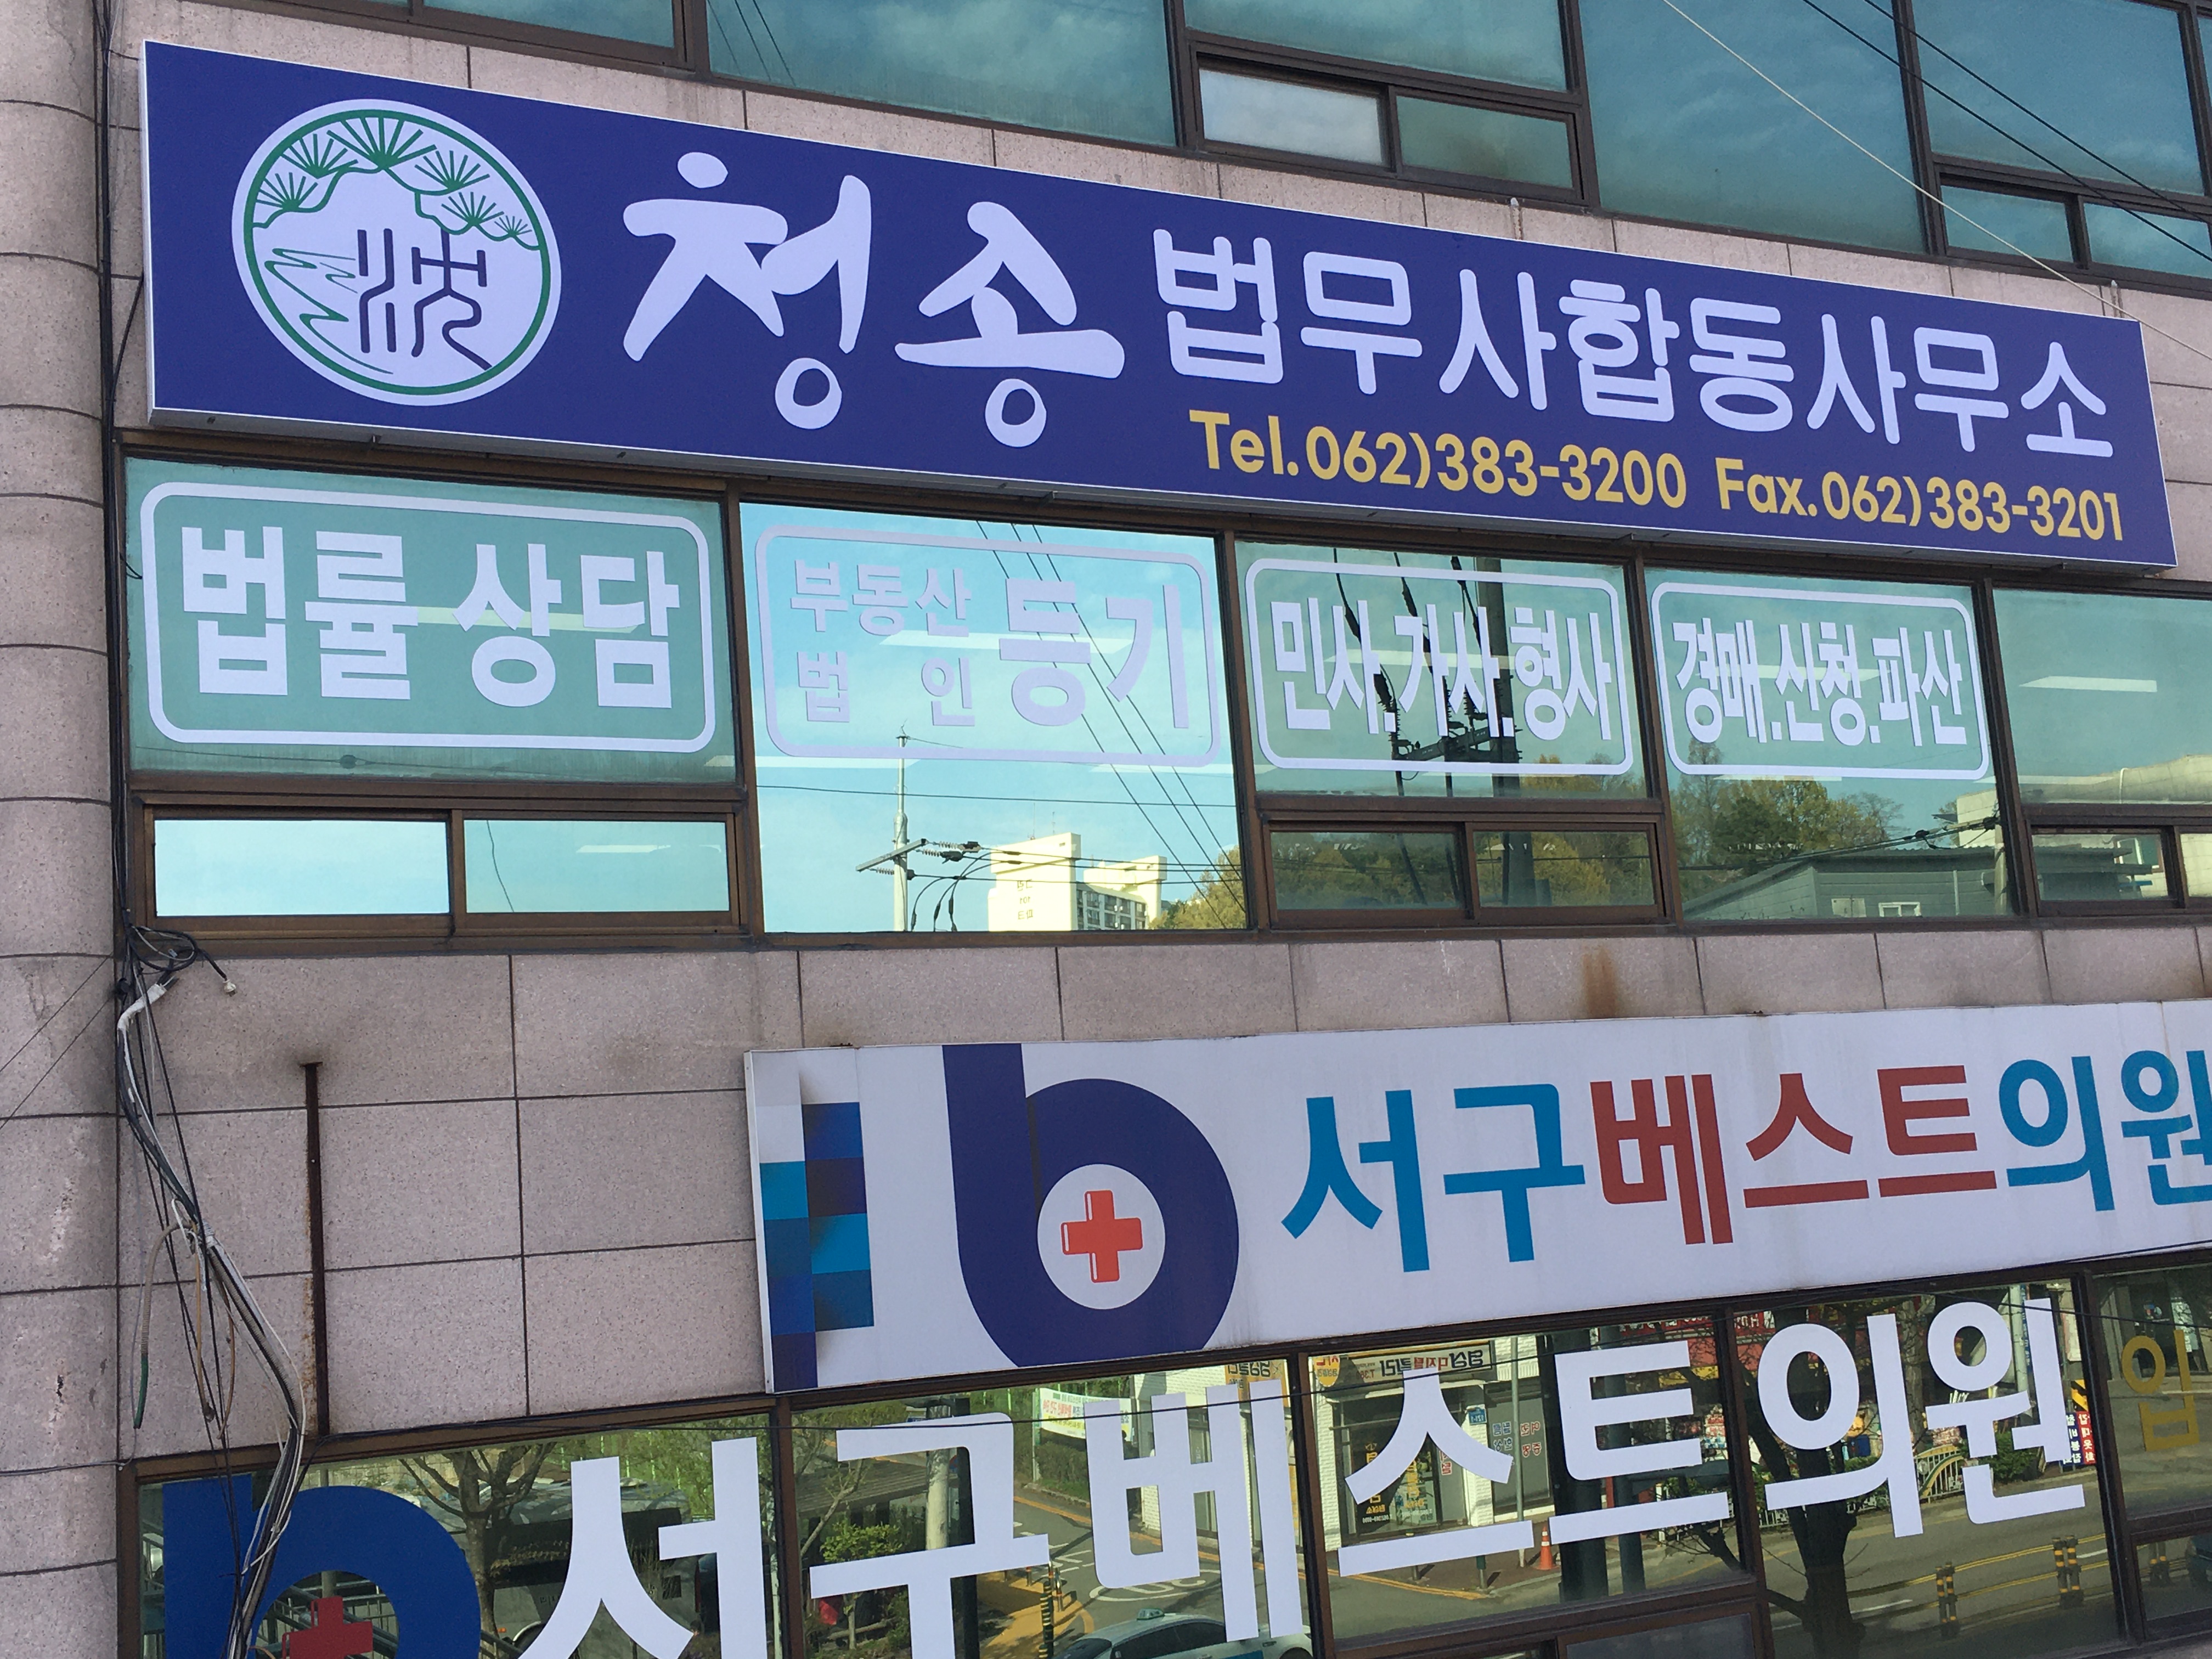 청송 법무사합동사무소
Tel.062)383-3200 Fax.062)383-3201
법률 상담
부동산 법인 등기
민사.가사.형사
경매.신청.파산
b 서구베스트의원
서구베스트의원
입